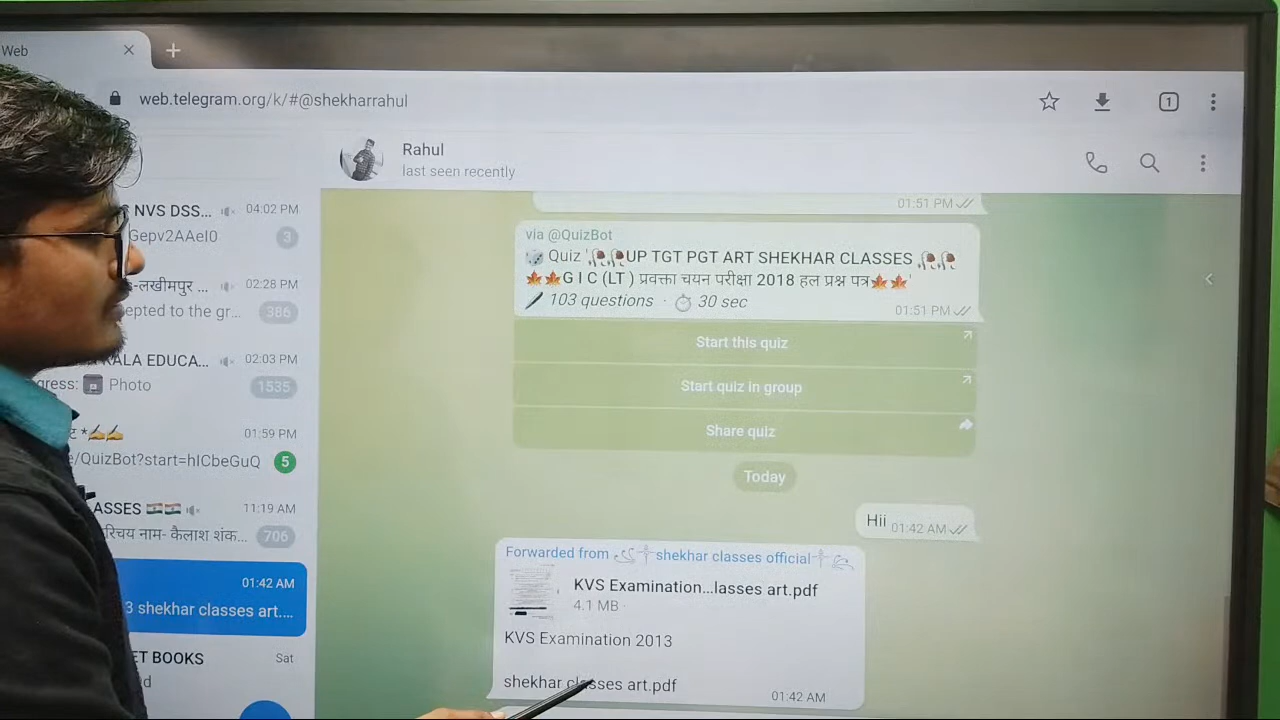 Web
web.telegram.org/k/#@shekharrahul
1
Rahul
last seen recently
NVS DSS... 04:02 PM
Gepv2AAeI0 3
-लखीमपुर ... 02:28 PM
epted to the gr... 386
KALA EDUCA... 02:03 PM
gress: Photo 1535
01:59 PM
e/QuizBot?start=hICbeGuQ 5
ASSES 11:19 AM
रिचय नाम- कैलाश शंक... 706
01:42 AM
3 shekhar classes art....
ET BOOKS Sat
d
01:51 PM
via @QuizBot
Quiz '🥀🥀UP TGT PGT ART SHEKHAR CLASSES 🥀🥀
🍁🍁G I C (LT ) प्रवक्ता चयन परीक्षा 2018 हल प्रश्न पत्र🍁🍁'
103 questions · 30 sec
01:51 PM
Start this quiz
Start quiz in group
Share quiz
Today
Hii 01:42 AM
Forwarded from shekhar classes official
KVS Examination...lasses art.pdf
4.1 MB
KVS Examination 2013
shekhar classes art.pdf
01:42 AM